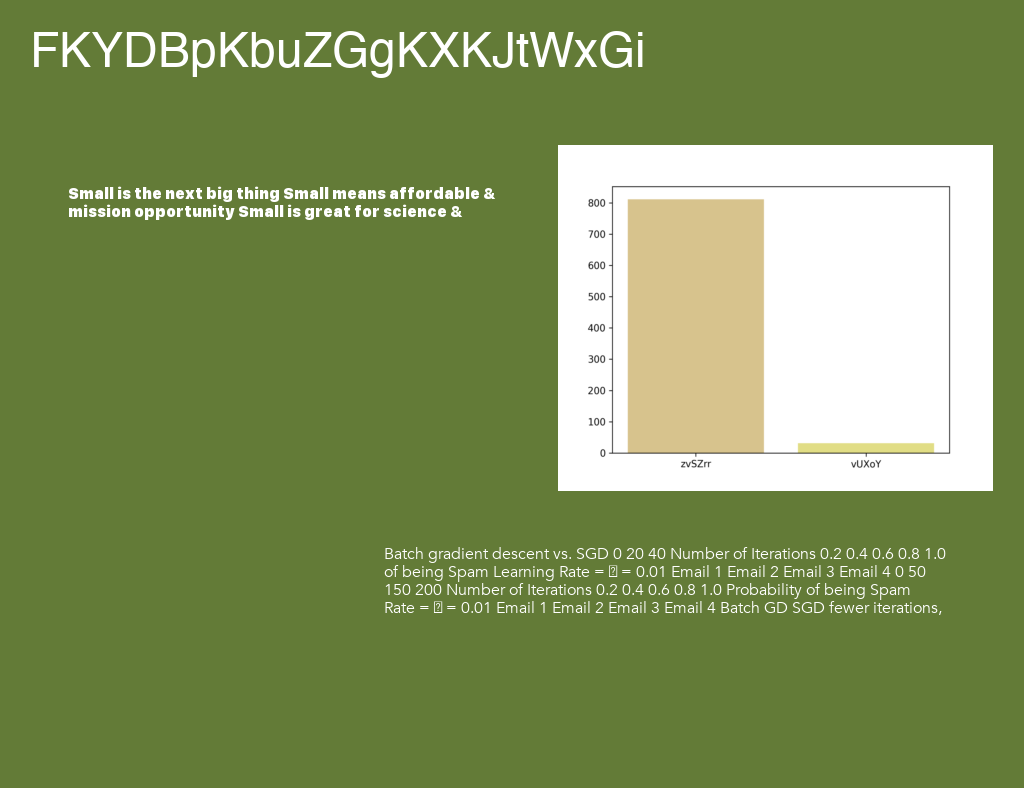 FKYDBpKbuZGgKXKJtWxGi
Small is the next big thing Small means affordable &
mission opportunity Small is great for science &
800
700
600
500
400
300
200
100
0
zvSZrr
vUXoY
Batch gradient descent vs. SGD 0 20 40 Number of Iterations 0.2 0.4 0.6 0.8 1.0
of being Spam Learning Rate = = 0.01 Email 1 Email 2 Email 3 Email 4 0 50
150 200 Number of Iterations 0.2 0.4 0.6 0.8 1.0 Probability of being Spam
Rate = = 0.01 Email 1 Email 2 Email 3 Email 4 Batch GD SGD fewer iterations,